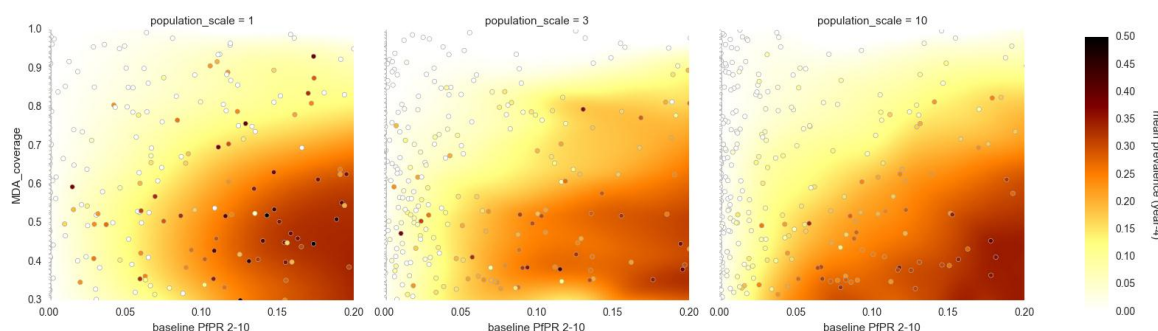 population_scale = 1
population_scale = 3
population_scale = 10
MDA_coverage
1.0
0.9
0.8
0.7
0.6
0.5
0.4
0.3
0.00 0.05 0.10 0.15 0.20
0.00 0.05 0.10 0.15 0.20
0.00 0.05 0.10 0.15 0.20
baseline PfPR 2-10
baseline PfPR 2-10
baseline PfPR 2-10
0.50
0.45
0.40
0.35
0.30
0.25
0.20
0.15
0.10
0.05
0.00